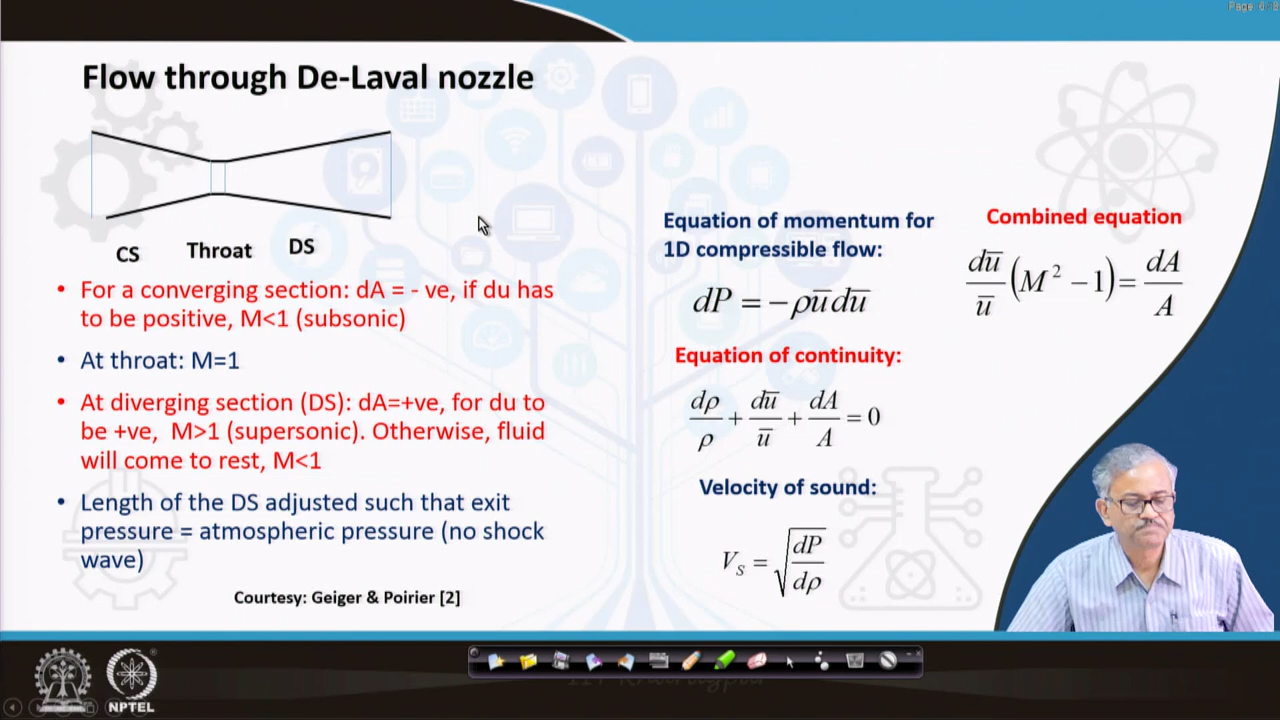 Flow through De-Laval nozzle
CS Throat DS
• For a converging section: dA = - ve, if du has
to be positive, M<1 (subsonic)
• At throat: M=1
• At diverging section (DS): dA=+ve, for du to
be +ve, M>1 (supersonic). Otherwise, fluid
will come to rest, M<1
• Length of the DS adjusted such that exit
pressure = atmospheric pressure (no shock
wave)
Courtesy: Geiger & Poirier [2]
Equation of momentum for
1D compressible flow:
dP = −ρu̅du̅
Equation of continuity:
dρ/ρ + du̅/u̅ + dA/A = 0
Velocity of sound:
V_S = √(dP/dρ)
Combined equation
du̅/u̅ (M² − 1) = dA/A
NPTEL